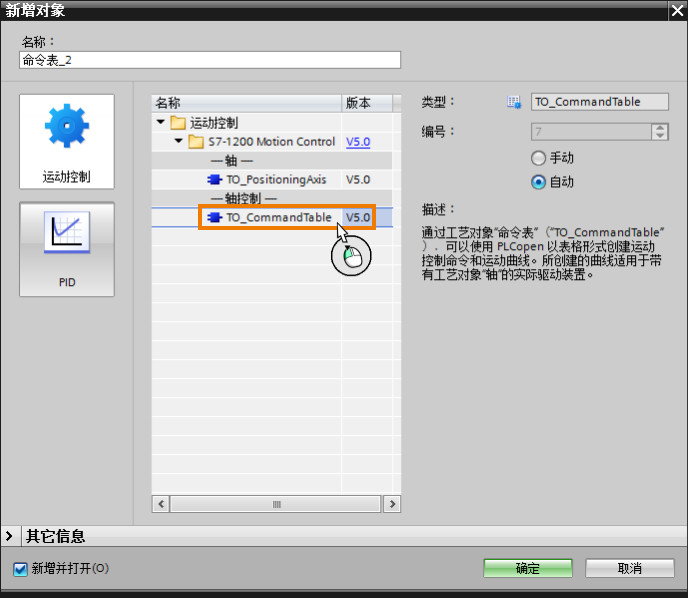 新增对象
名称：
命令表_2
运动控制
PID
名称 版本
运动控制
S7-1200 Motion Control V5.0
— 轴 —
TO_PositioningAxis V5.0
— 轴控制 —
TO_CommandTable V5.0
类型： TO_CommandTable
编号： 7
手动
自动
描述：
通过工艺对象"命令表"（"TO_CommandTable"
）．可以使用 PLCopen 以表格形式创建运动
控制命令和运动曲线。所创建的曲线适用于带
有工艺对象"轴"的实际驱动装置。
其它信息
新增并打开(O)
确定 取消